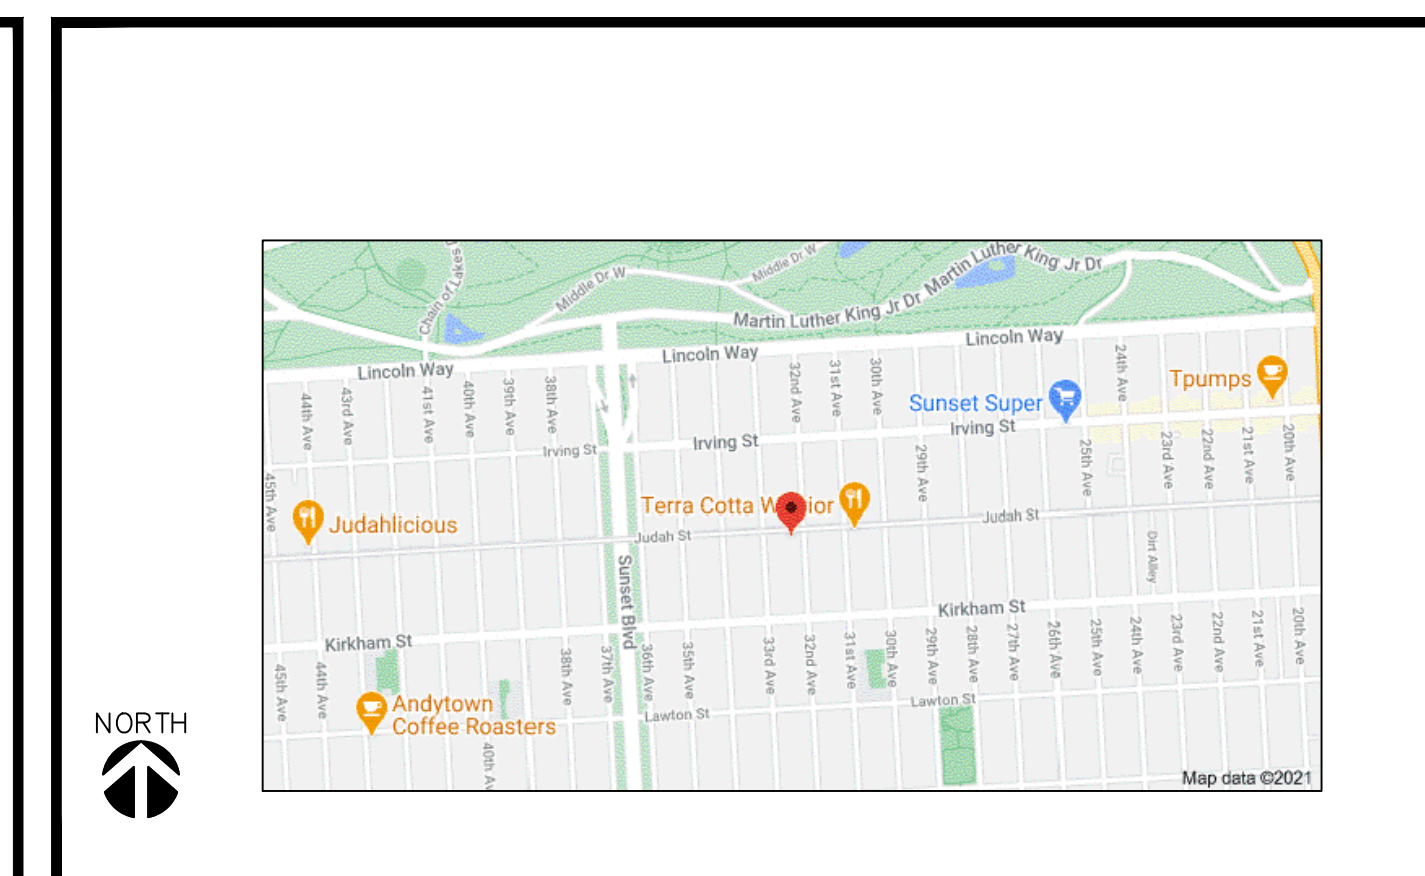 Chain of Lakes D
Middle Dr W
Middle Dr W
Martin Luther King Jr Dr
Martin Luther King Jr Dr
Lincoln Way
Lincoln Way
Lincoln Way
44th Ave
43rd Ave
41st Ave
40th Ave
39th Ave
38th Ave
32nd Ave
31st Ave
30th Ave
24th Ave
Tpumps
Sunset Super
Irving St
Irving St
Irving St
45th Ave
29th Ave
25th Ave
23rd Ave
22nd Ave
21st Ave
20th Ave
Terra Cotta W ior
Judahlicious
Judah St
Judah St
Dirt Alley
Sunset Blvd
Kirkham St
Kirkham St
45th Ave
44th Ave
38th Ave
37th Ave
36th Ave
35th Ave
33rd Ave
32nd Ave
31st Ave
30th Ave
29th Ave
28th Ave
27th Ave
26th Ave
25th Ave
24th Ave
23rd Ave
22nd Ave
21st Ave
20th Ave
Andytown
Coffee Roasters
Lawton St
Lawton St
40th Av
Map data ©2021
NORTH